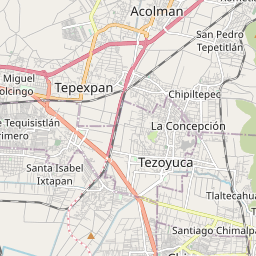 Acolman
San Pedro
Tepetitlán
Miguel
olcingo
Tepexpan
Chipiltepec
e Tequisistlán
rimero
La Concepción
Santa Isabel
Ixtapan
Tezoyuca
Tlaltecahua
Santiago Chimalpa